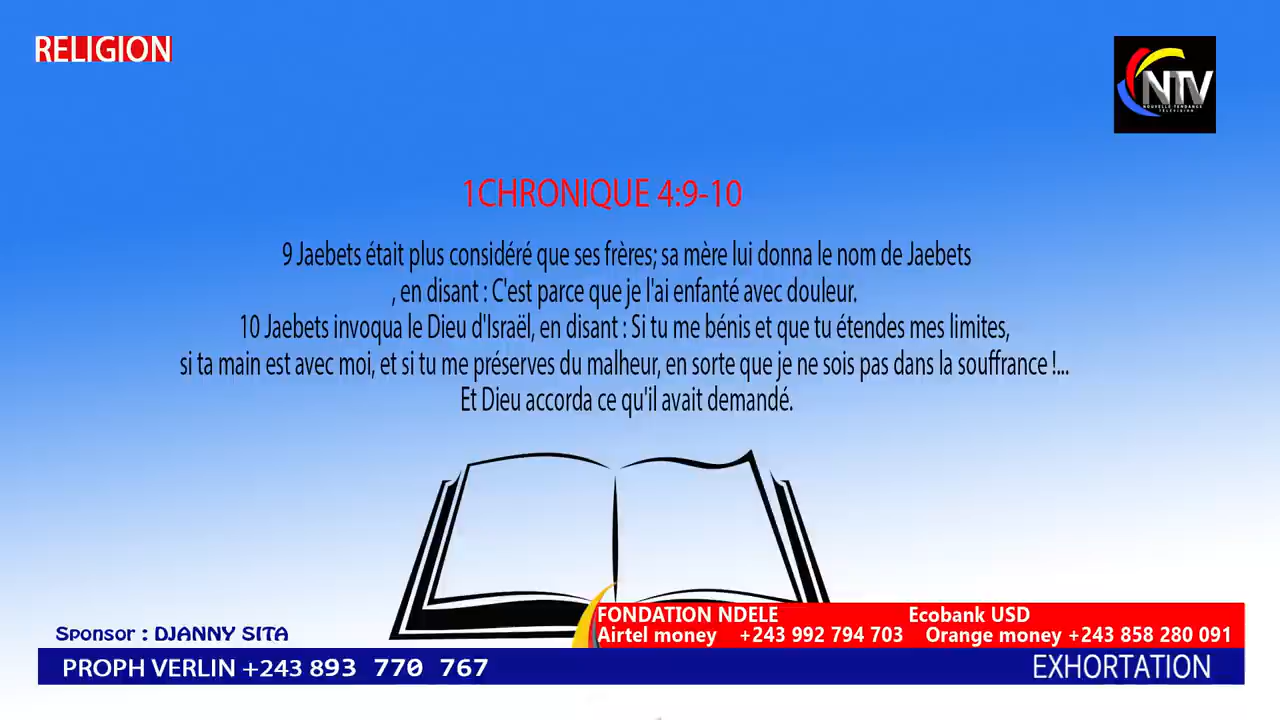 RELIGION
NTV
NOUVELLE TENDANCE
TELEVISION
1CHRONIQUE 4:9-10
9 Jaebets était plus considéré que ses frères; sa mère lui donna le nom de Jaebets
, en disant : C'est parce que je l'ai enfanté avec douleur.
10 Jaebets invoqua le Dieu d'Israël, en disant : Si tu me bénis et que tu étendes mes limites,
si ta main est avec moi, et si tu me préserves du malheur, en sorte que je ne sois pas dans la souffrance !...
Et Dieu accorda ce qu'il avait demandé.
FONDATION NDELE Ecobank USD
Airtel money +243 992 794 703 Orange money +243 858 280 091
Sponsor : DJANNY SITA
PROPH VERLIN +243 893 770 767
EXHORTATION